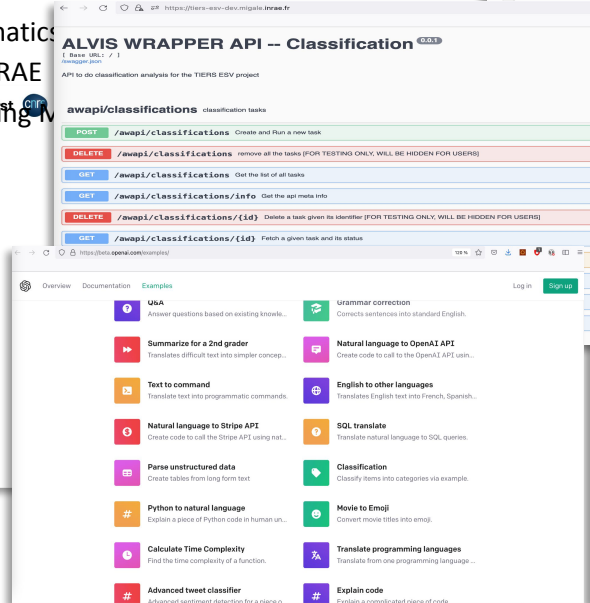 https://tiers-esv-dev.migale.inrae.fr
ALVIS WRAPPER API -- Classification 0.0.1
[ Base URL: / ]
/swagger.json
API to do classification analysis for the TIERS ESV project
RAE
cnrs
awapi/classifications classification tasks
POST /awapi/classifications Create and Run a new task
DELETE /awapi/classifications remove all the tasks [FOR TESTING ONLY, WILL BE HIDDEN FOR USERS]
GET /awapi/classifications Get the list of all tasks
GET /awapi/classifications/info Get the api meta info
DELETE /awapi/classifications/{id} Delete a task given its identifier [FOR TESTING ONLY, WILL BE HIDDEN FOR USERS]
GET /awapi/classifications/{id} Fetch a given task and its status
https://beta.openai.com/examples/
120 %
Overview Documentation Examples Log in Sign up
Q&A
Answer questions based on existing knowle...
Grammar correction
Corrects sentences into standard English.
Summarize for a 2nd grader
Translates difficult text into simpler concep...
Natural language to OpenAI API
Create code to call to the OpenAI API usin...
Text to command
Translate text into programmatic commands.
English to other languages
Translates English text into French, Spanish...
Natural language to Stripe API
Create code to call the Stripe API using nat...
SQL translate
Translate natural language to SQL queries.
Parse unstructured data
Create tables from long form text
Classification
Classify items into categories via example.
Python to natural language
Explain a piece of Python code in human un...
Movie to Emoji
Convert movie titles into emoji.
Calculate Time Complexity
Find the time complexity of a function.
Translate programming languages
Translate from one programming language ...
Advanced tweet classifier
Advanced sentiment detection for a piece o...
Explain code
Explain a complicated piece of code.